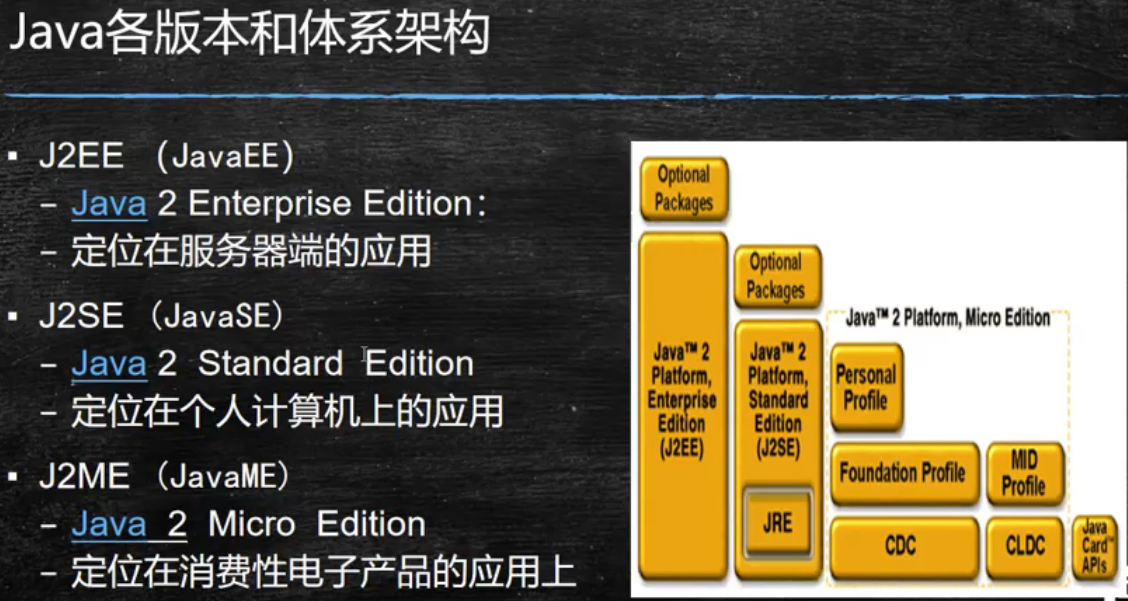 Java各版本和体系架构
▪ J2EE （JavaEE）
– Java 2 Enterprise Edition：
– 定位在服务器端的应用
▪ J2SE（JavaSE）
– Java 2 Standard Edition
– 定位在个人计算机上的应用
▪ J2ME（JavaME）
– Java 2 Micro Edition
– 定位在消费性电子产品的应用上
Optional
Packages
Java™ 2
Platform,
Enterprise
Edition
(J2EE)
Optional
Packages
Java™ 2
Platform,
Standard
Edition
(J2SE)
JRE
Java™ 2 Platform, Micro Edition
Personal
Profile
Foundation Profile
MID
Profile
CDC
CLDC
Java
Card™
APIs